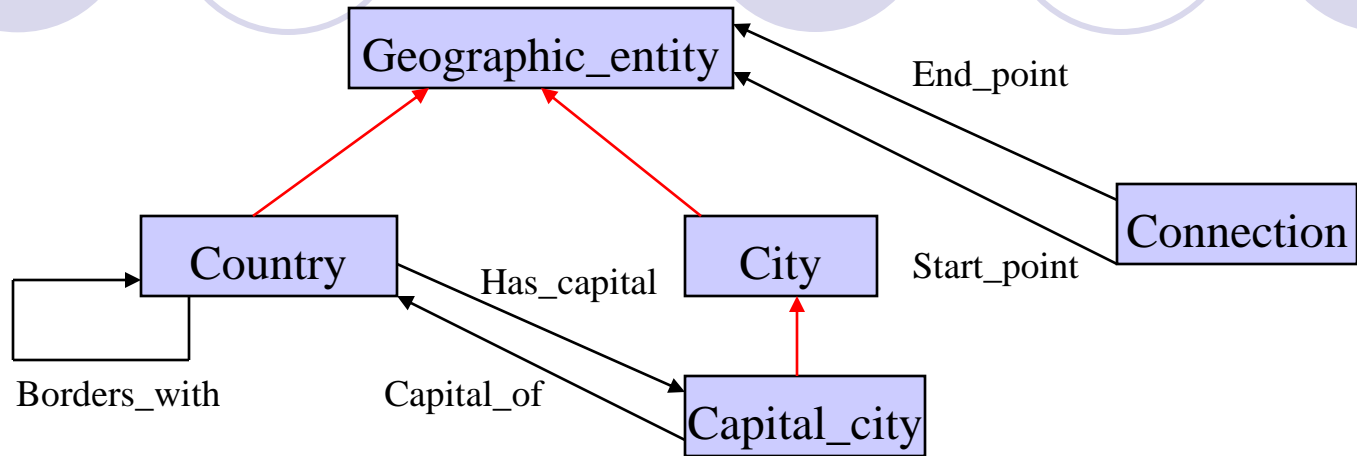 Geographic_entity
End_point
Connection
Country
City
Start_point
Has_capital
Borders_with
Capital_of
Capital_city